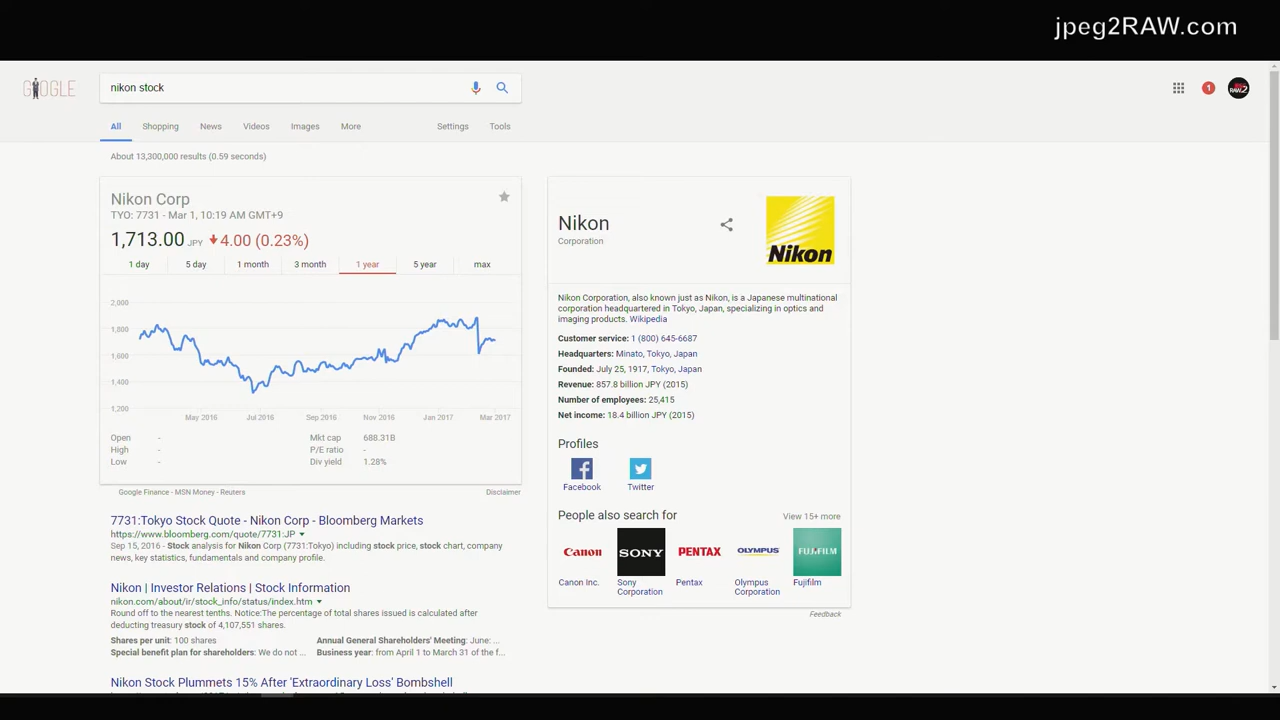 jpeg2RAW.com
GOOGLE
nikon stock
1
All Shopping News Videos Images More Settings Tools
About 13,300,000 results (0.59 seconds)
Nikon Corp
TYO: 7731 - Mar 1, 10:19 AM GMT+9
1,713.00 JPY 4.00 (0.23%)
1 day 5 day 1 month 3 month 1 year 5 year max
2,000
1,800
1,600
1,400
1,200
May 2016 Jul 2016 Sep 2016 Nov 2016 Jan 2017 Mar 2017
Open - Mkt cap 688.31B
High - P/E ratio -
Low - Div yield 1.28%
Google Finance - MSN Money - Reuters Disclaimer
7731:Tokyo Stock Quote - Nikon Corp - Bloomberg Markets
https://www.bloomberg.com/quote/7731:JP
Sep 15, 2016 - Stock analysis for Nikon Corp (7731:Tokyo) including stock price, stock chart, company
news, key statistics, fundamentals and company profile.
Nikon | Investor Relations | Stock Information
nikon.com/about/ir/stock_info/status/index.htm
Round off to the nearest tenths. Notice:The percentage of total shares issued is calculated after
deducting treasury stock of 4,107,551 shares.
Shares per unit: 100 shares Annual General Shareholders' Meeting: June: ...
Special benefit plan for shareholders: We do not ... Business year: from April 1 to March 31 of the f...
Nikon Stock Plummets 15% After 'Extraordinary Loss' Bombshell
Nikon
Corporation
Nikon
Nikon Corporation, also known just as Nikon, is a Japanese multinational
corporation headquartered in Tokyo, Japan, specializing in optics and
imaging products. Wikipedia
Customer service: 1 (800) 645-6687
Headquarters: Minato, Tokyo, Japan
Founded: July 25, 1917, Tokyo, Japan
Revenue: 857.8 billion JPY (2015)
Number of employees: 25,415
Net income: 18.4 billion JPY (2015)
Profiles
Facebook Twitter
People also search for View 15+ more
Canon SONY PENTAX OLYMPUS FUJIFILM
Canon Inc. Sony Pentax Olympus Fujifilm
Corporation Corporation
Feedback